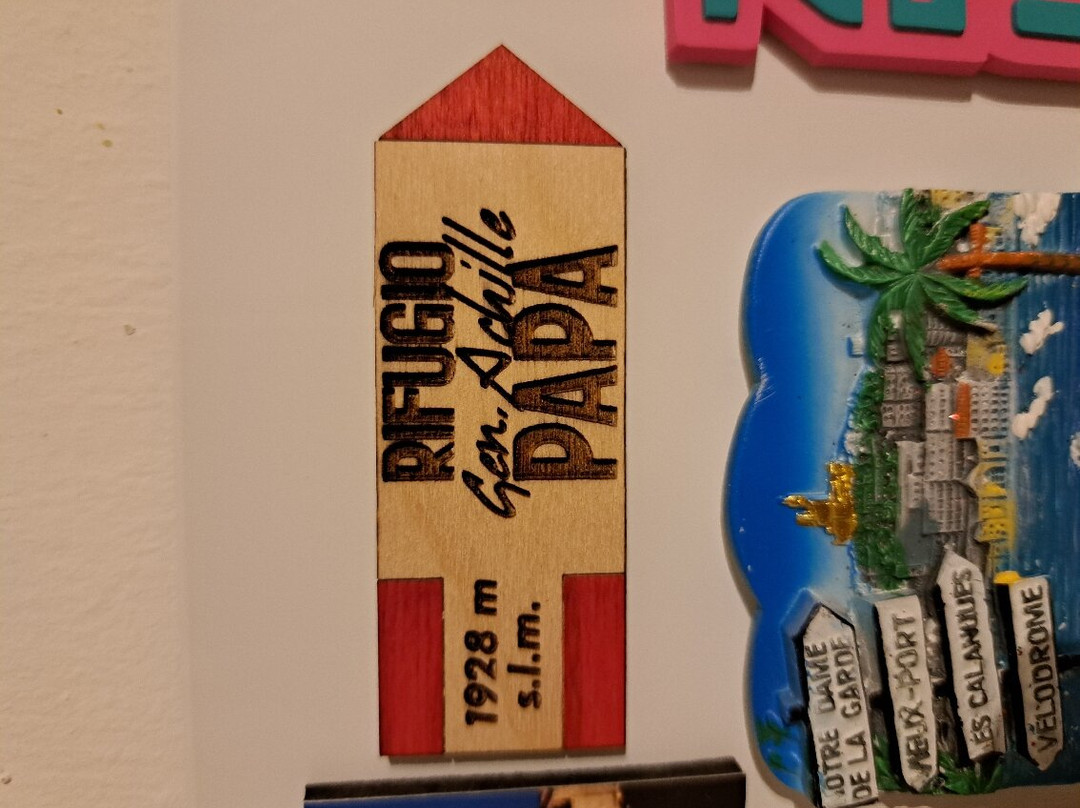 RIFUGIO
Gen. Achille
PAPA
1928 m
s.l.m.
NOTRE DAME
DE LA GARDE
VIEUX-PORT
LES CALANQUES
VÉLODROME